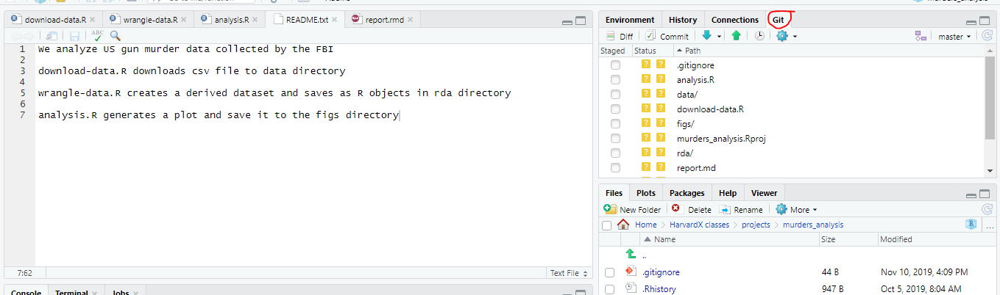 download-data.R wrangle-data.R analysis.R README.txt report.rmd
ABC
1 We analyze US gun murder data collected by the FBI
2
3 download-data.R downloads csv file to data directory
4
5 wrangle-data.R creates a derived dataset and saves as R objects in rda directory
6
7 analysis.R generates a plot and save it to the figs directory
7:62 Text File
Console Terminal Jobs
murders_analysis
Environment History Connections Git
Diff Commit master
Staged Status Path
? ? .gitignore
? ? analysis.R
? ? data/
? ? download-data.R
? ? figs/
? ? murders_analysis.Rproj
? ? rda/
? ? report.md
Files Plots Packages Help Viewer
New Folder Delete Rename More
Home > HarvardX classes > projects > murders_analysis ...
Name Size Modified
..
.gitignore 44 B Nov 10, 2019, 4:09 PM
.Rhistory 947 B Oct 5, 2019, 8:04 AM